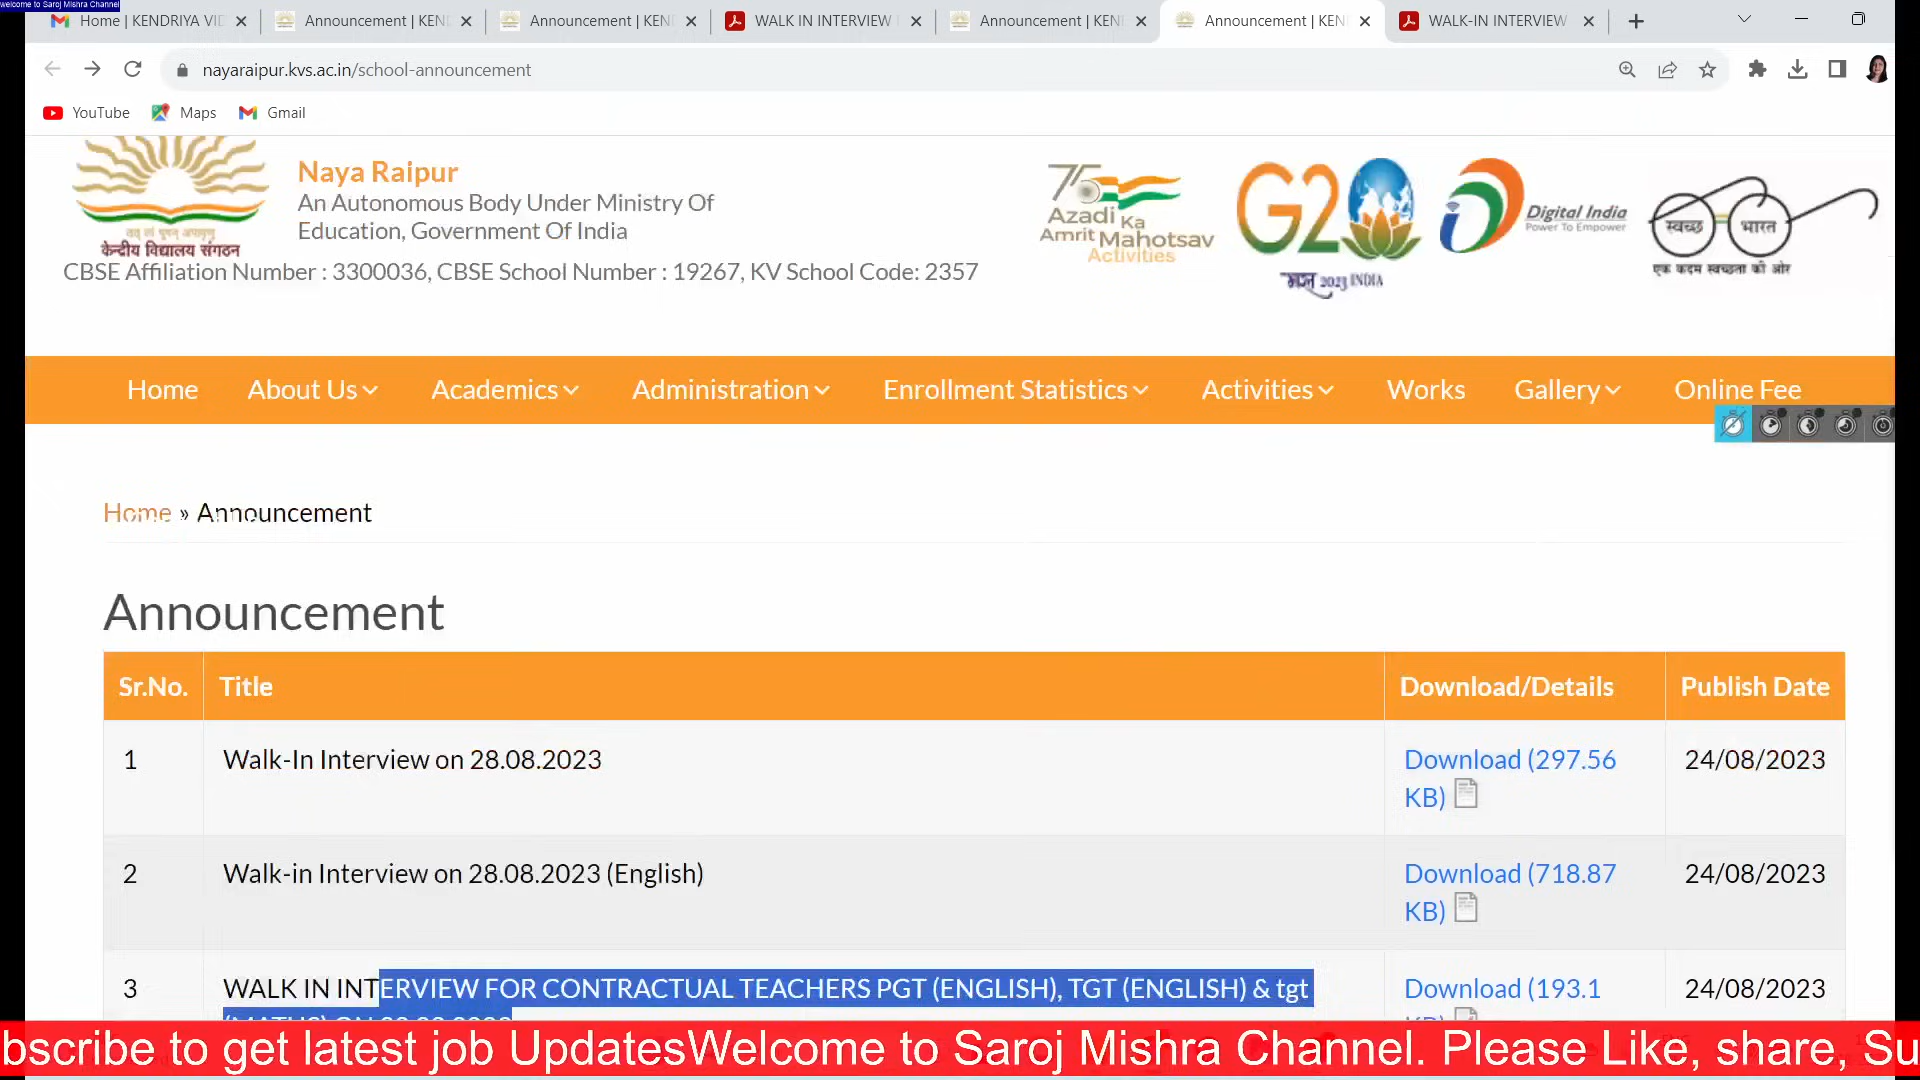 welcome to Saroj Mishra Channel
Home | KENDRIYA VID
Announcement | KEND
Announcement | KEND
WALK IN INTERVIEW
Announcement | KEN
Announcement | KEN
WALK-IN INTERVIEW
nayaraipur.kvs.ac.in/school-announcement
YouTube
Maps
Gmail
Naya Raipur
An Autonomous Body Under Ministry Of
Education, Government Of India
केन्द्रीय विद्यालय संगठन
CBSE Affiliation Number : 3300036, CBSE School Number : 19267, KV School Code: 2357
75
Azadi
Ka
Amrit Mahotsav
Activities
G20
2023 INDIA
Digital India
Power To Empower
स्वच्छ भारत
एक कदम स्वच्छता की ओर
Home About Us Academics Administration Enrollment Statistics Activities Works Gallery Online Fee
Home » Announcement
Announcement
Sr.No. Title Download/Details Publish Date
1 Walk-In Interview on 28.08.2023 Download (297.56 KB) 24/08/2023
2 Walk-in Interview on 28.08.2023 (English) Download (718.87 KB) 24/08/2023
3 WALK IN INTERVIEW FOR CONTRACTUAL TEACHERS PGT (ENGLISH), TGT (ENGLISH) & tgt Download (193.1 24/08/2023
bscribe to get latest job UpdatesWelcome to Saroj Mishra Channel. Please Like, share, Su